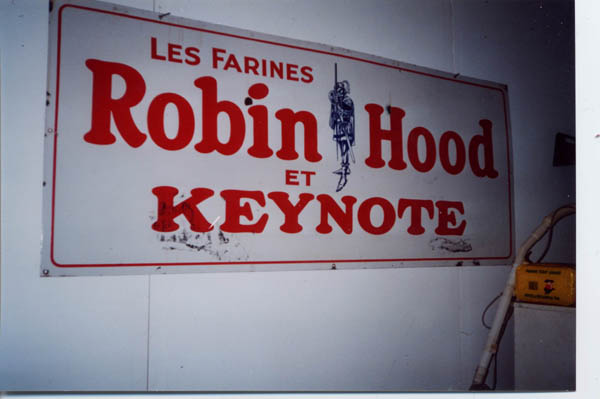 LES FARINES
Robin Hood
ET
KEYNOTE